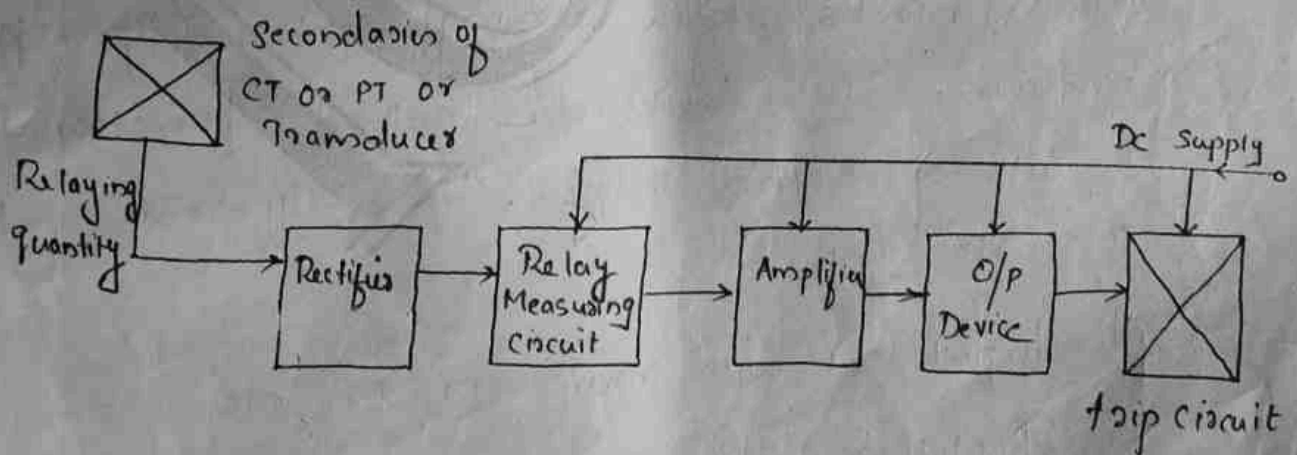 Secondaries of
CT or PT or
Transducer
Dc Supply
Relaying
quantity
Rectifier
Relay
Measuring
Circuit
Amplifier
O/P
Device
trip Circuit